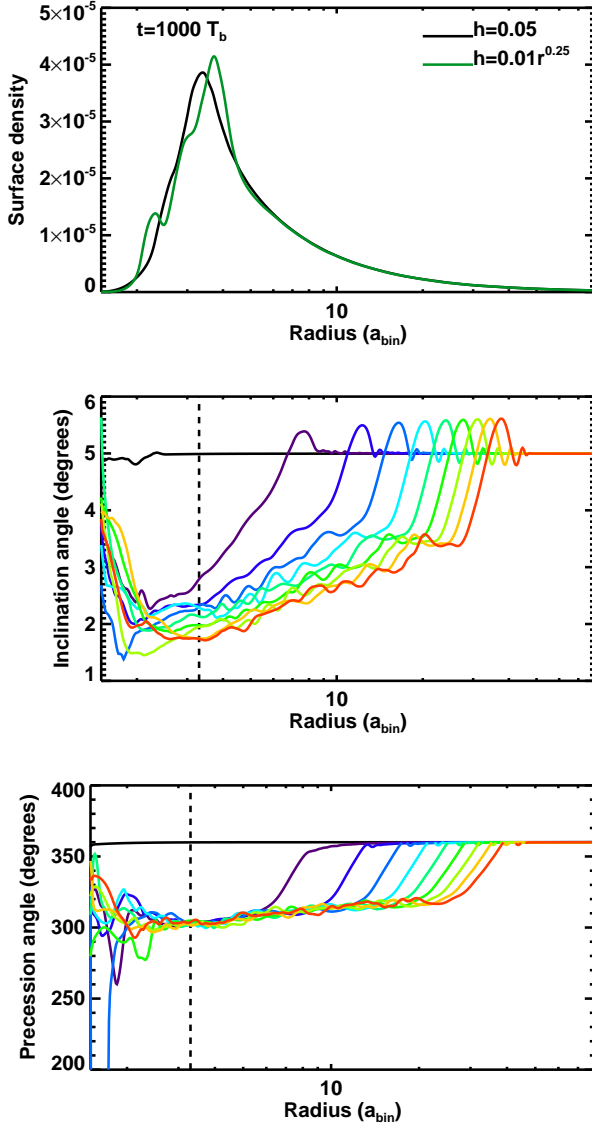 t=1000 T_b
h=0.05
h=0.01r^0.25
5×10^-5
4×10^-5
3×10^-5
2×10^-5
1×10^-5
0
Surface density
10
Radius (a_bin)
6
5
4
3
2
1
Inclination angle (degrees)
10
Radius (a_bin)
400
350
300
250
200
Precession angle (degrees)
10
Radius (a_bin)